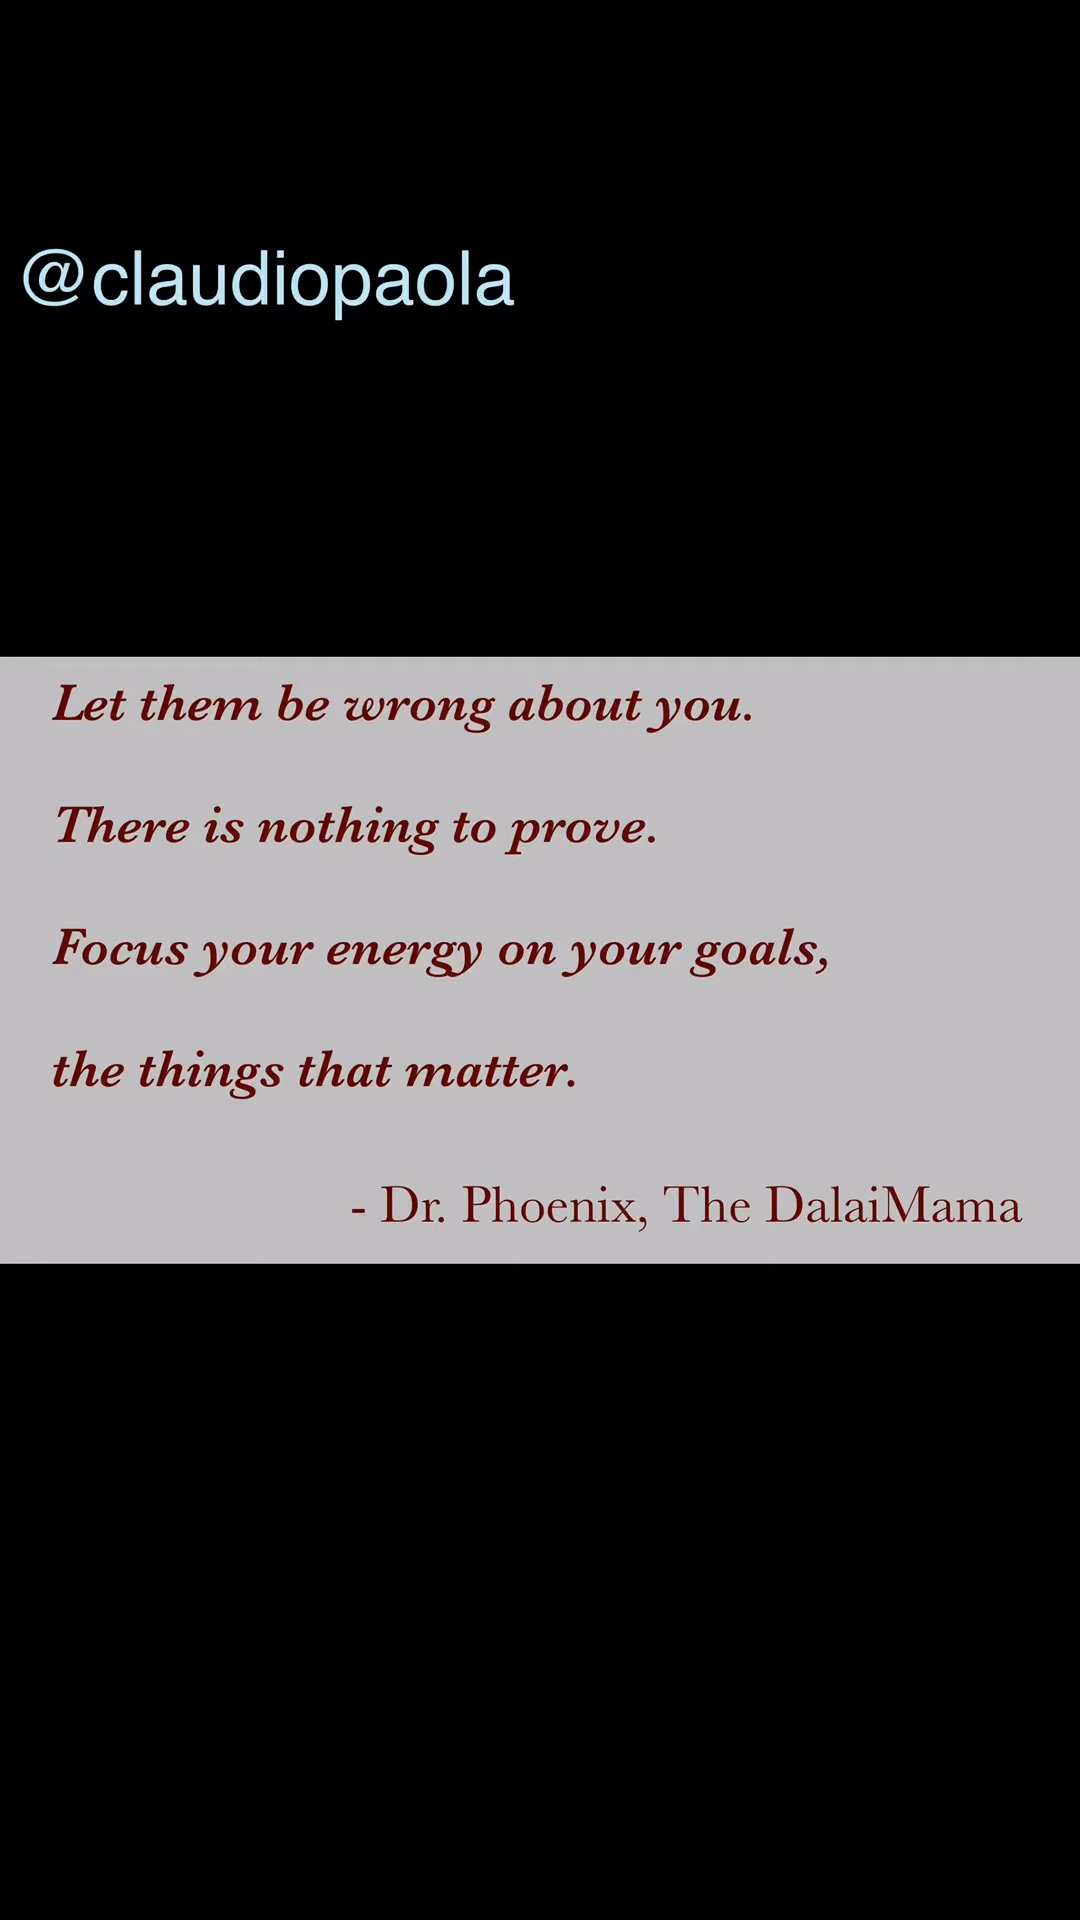 @claudiopaola
Let them be wrong about you.
There is nothing to prove.
Focus your energy on your goals,
the things that matter.
- Dr. Phoenix, The DalaiMama